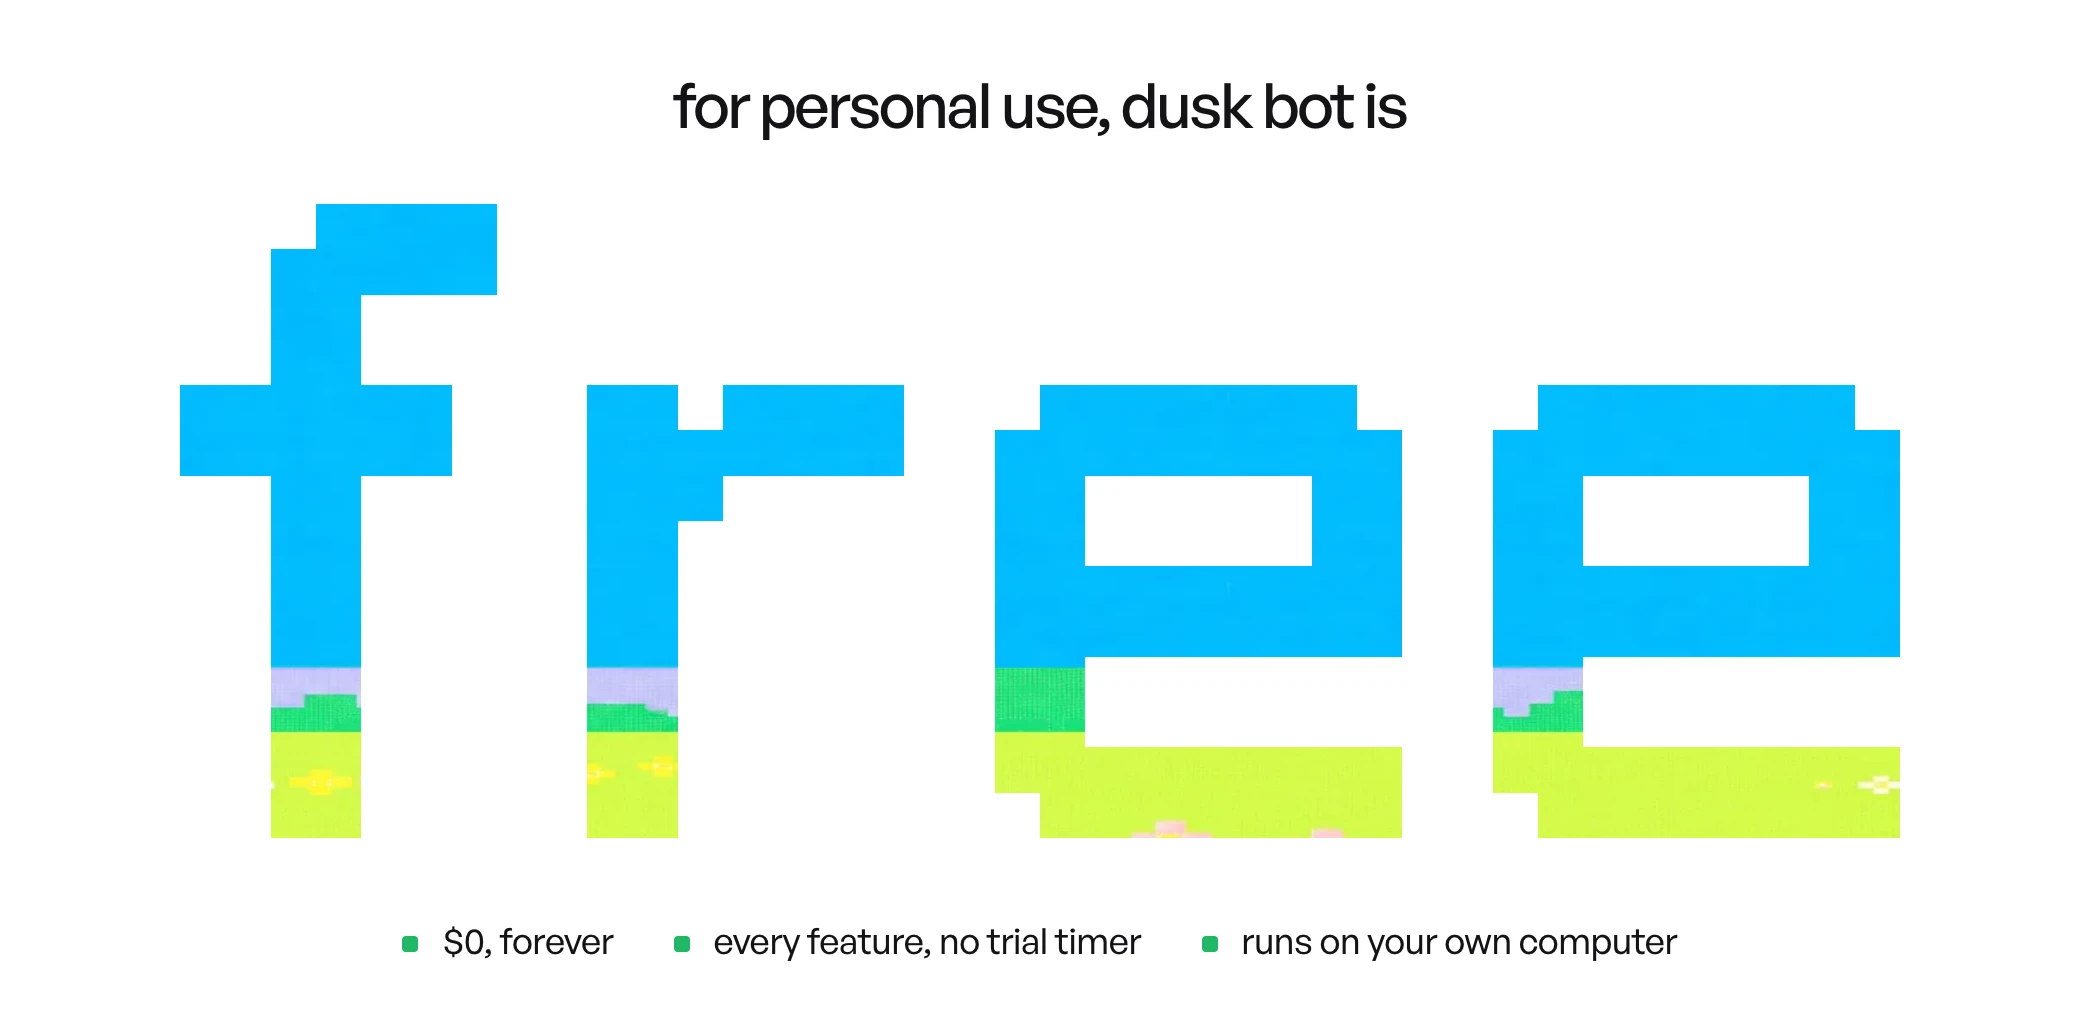 for personal use, dusk bot is
free
$0, forever
every feature, no trial timer
runs on your own computer